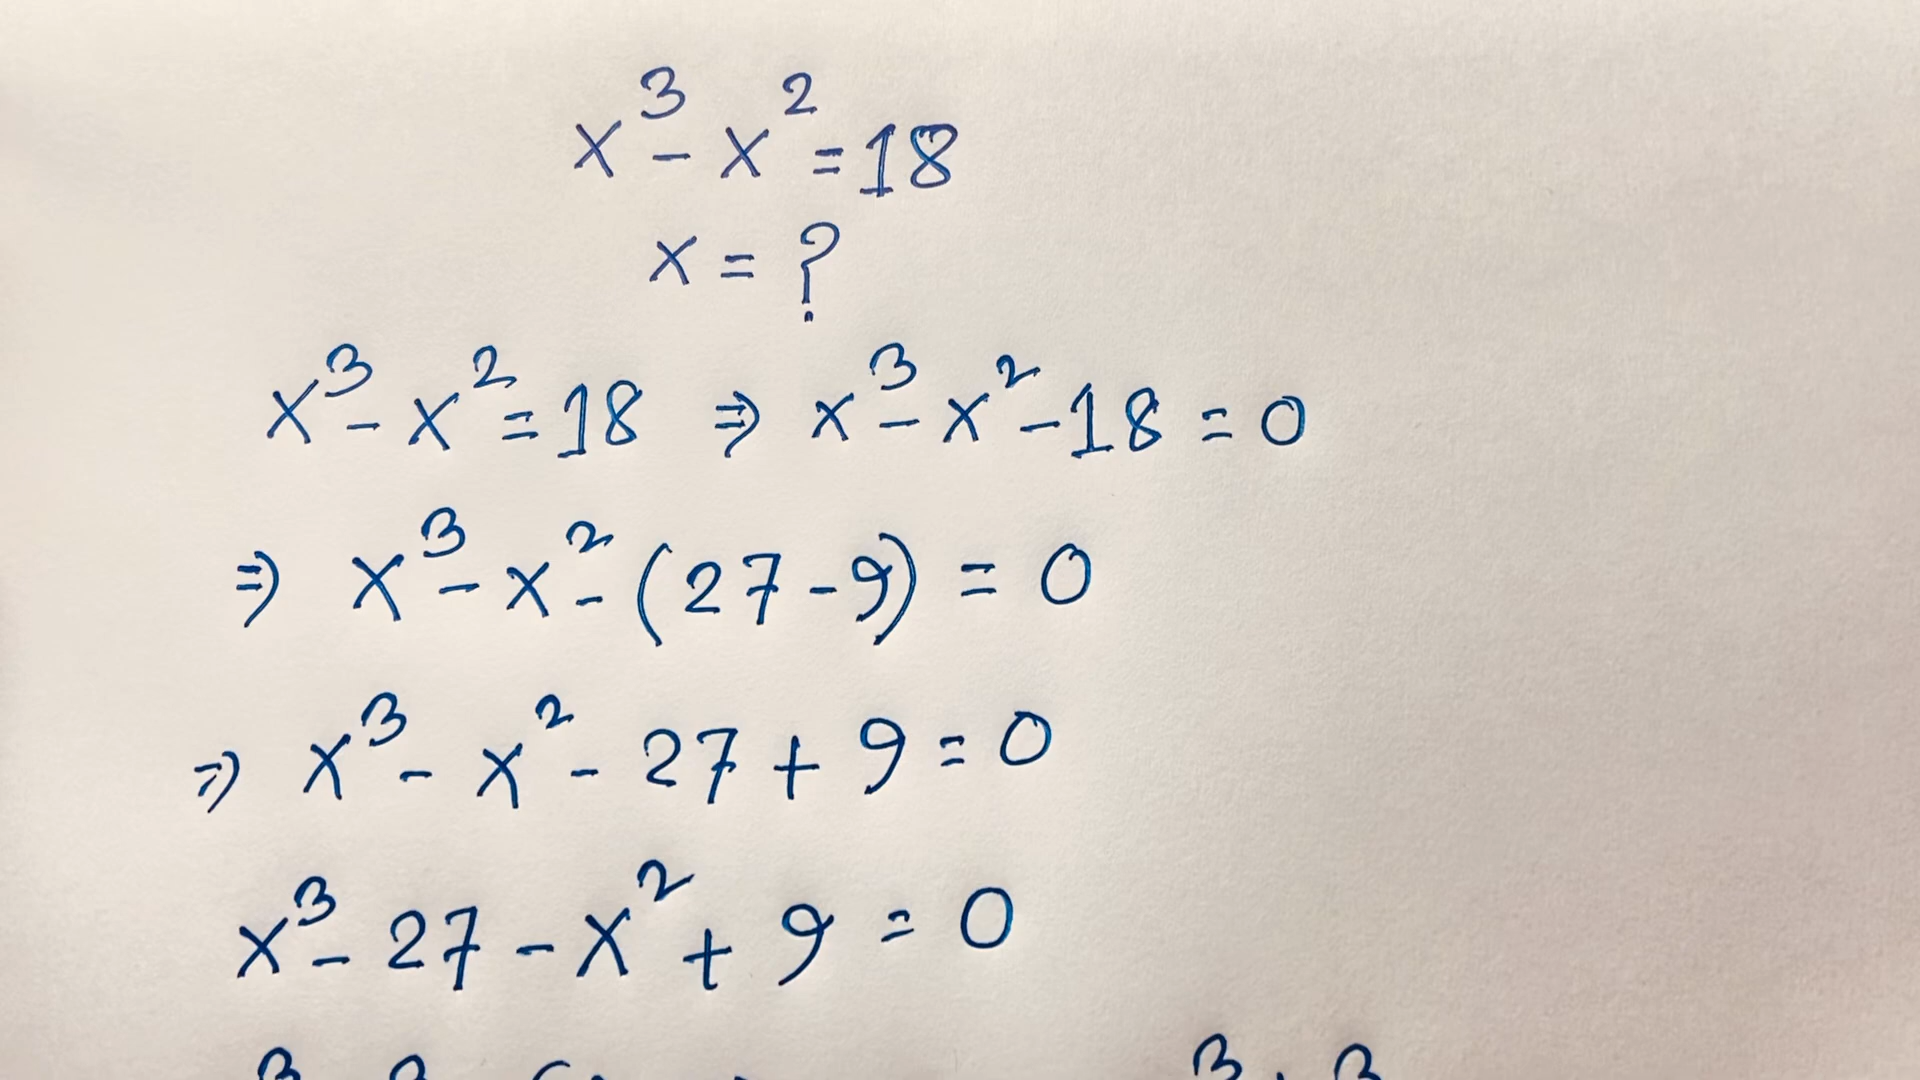 x³ - x² = 18
x = ?
x³ - x² = 18 ⇒ x³ - x² - 18 = 0
⇒ x³ - x² - (27 - 9) = 0
⇒ x³ - x² - 27 + 9 = 0
x³ - 27 - x² + 9 = 0